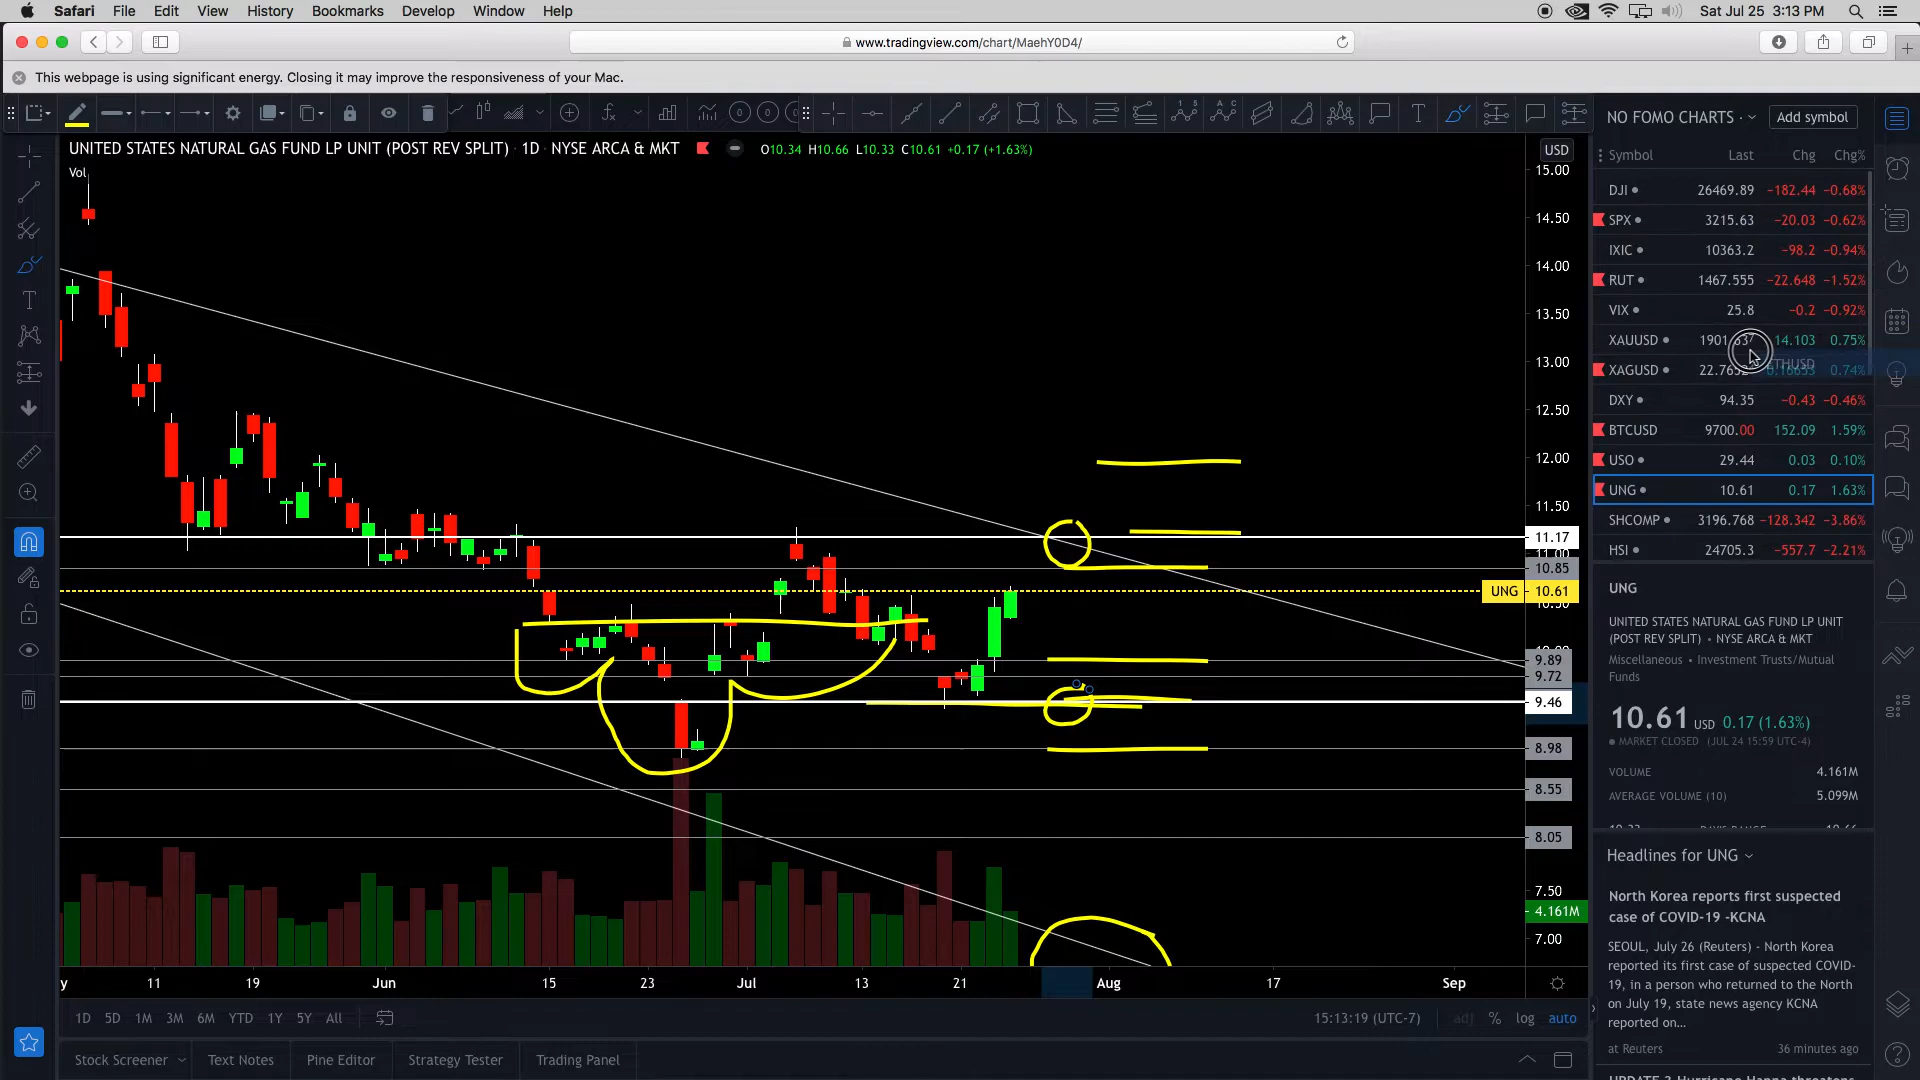 Safari File Edit View History Bookmarks Develop Window Help
Sat Jul 25 3:13 PM
www.tradingview.com/chart/MaehY0D4/
This webpage is using significant energy. Closing it may improve the responsiveness of your Mac.
UNITED STATES NATURAL GAS FUND LP UNIT (POST REV SPLIT) · 1D · NYSE ARCA & MKT
O10.34 H10.66 L10.33 C10.61 +0.17 (+1.63%)
Vol
USD
15.00
14.50
14.00
13.50
13.00
12.50
12.00
11.50
11.17
11.00
10.85
UNG 10.61
10.50
9.89
9.72
9.46
8.98
8.55
8.05
7.50
4.161M
7.00
y 11 19 Jun 15 23 Jul 13 21 Aug 17 Sep
1D 5D 1M 3M 6M YTD 1Y 5Y All
15:13:19 (UTC-7) adj % log auto
Stock Screener Text Notes Pine Editor Strategy Tester Trading Panel
NO FOMO CHARTS · Add symbol
Symbol Last Chg Chg%
DJI 26469.89 −182.44 −0.68%
SPX 3215.63 −20.03 −0.62%
IXIC 10363.2 −98.2 −0.94%
RUT 1467.555 −22.648 −1.52%
VIX 25.8 −0.2 −0.92%
XAUUSD 14.103 0.75%
XAGUSD 0.74%
DXY 94.35 −0.43 −0.46%
BTCUSD 9700.00 152.09 1.59%
USO 29.44 0.03 0.10%
UNG 10.61 0.17 1.63%
SHCOMP 3196.768 −128.342 −3.86%
HSI 24705.3 −557.7 −2.21%
UNG
UNITED STATES NATURAL GAS FUND LP UNIT
(POST REV SPLIT) • NYSE ARCA & MKT
Miscellaneous • Investment Trusts/Mutual
Funds
10.61 USD 0.17 (1.63%)
MARKET CLOSED (JUL 24 15:59 UTC-4)
VOLUME 4.161M
AVERAGE VOLUME (10) 5.099M
Headlines for UNG
North Korea reports first suspected
case of COVID-19 -KCNA
SEOUL, July 26 (Reuters) - North Korea
reported its first case of suspected COVID-
19, in a person who returned to the North
on July 19, state news agency KCNA
reported on...
at Reuters 36 minutes ago